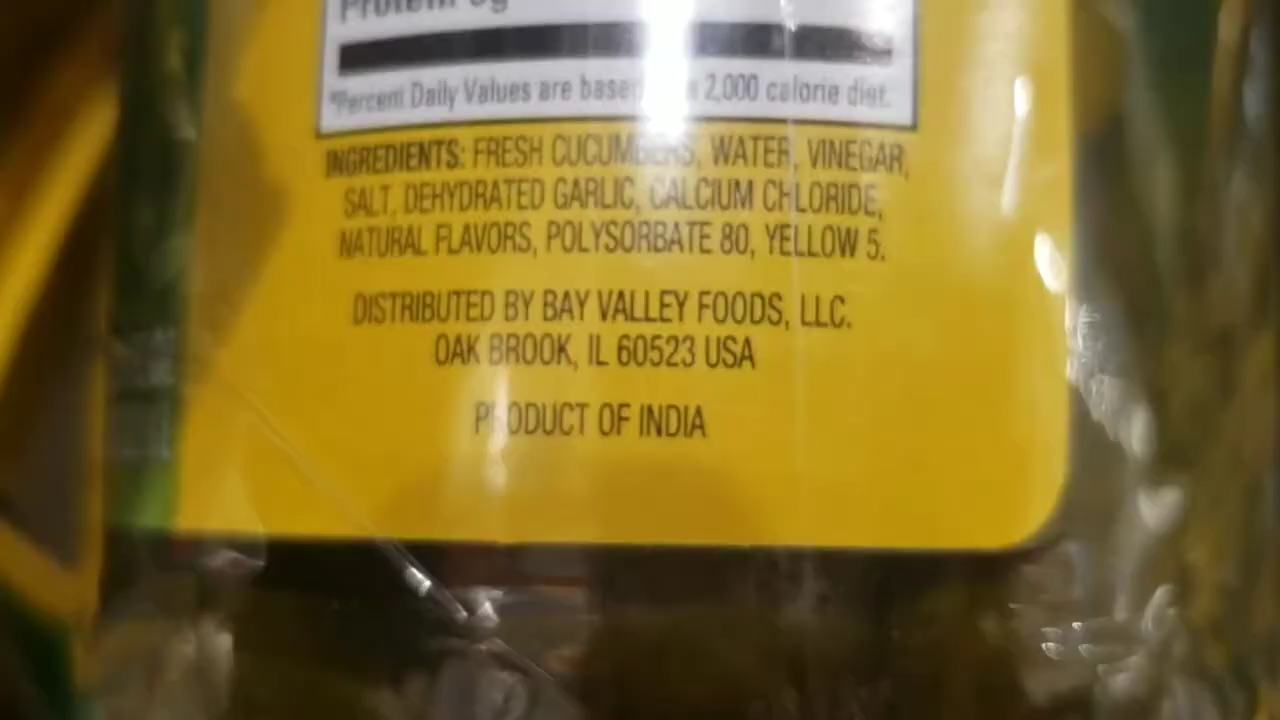 Protein 0g
*Percent Daily Values are based 2,000 calorie diet.
INGREDIENTS: FRESH CUCUMBERS, WATER, VINEGAR,
SALT, DEHYDRATED GARLIC, CALCIUM CHLORIDE,
NATURAL FLAVORS, POLYSORBATE 80, YELLOW 5.
DISTRIBUTED BY BAY VALLEY FOODS, LLC.
OAK BROOK, IL 60523 USA
PRODUCT OF INDIA